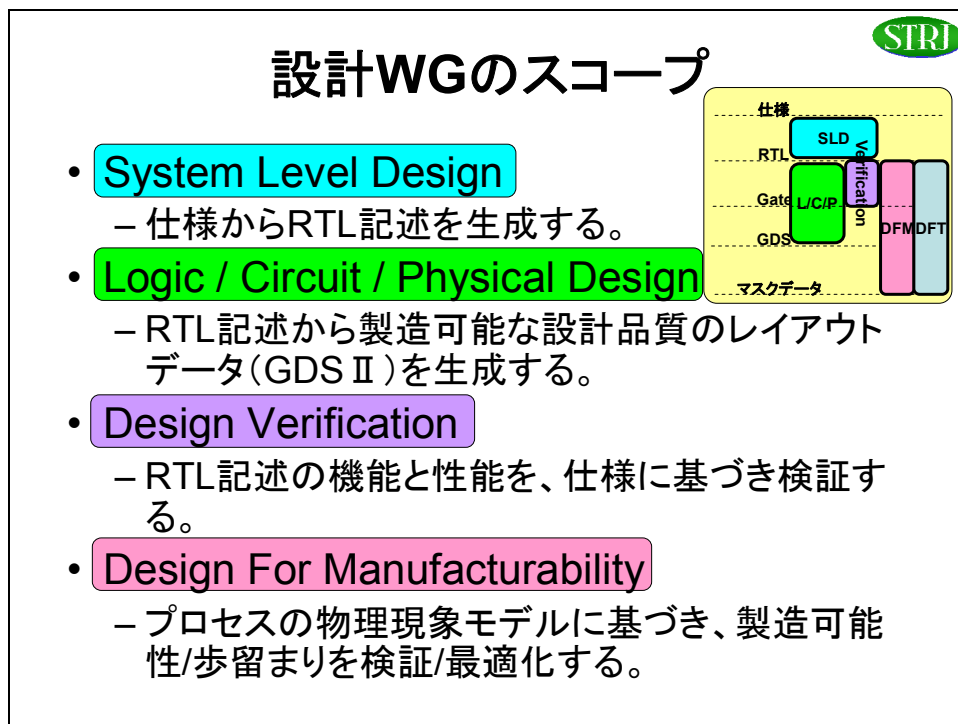 STRJ
設計WGのスコープ
仕様
SLD
RTL
Verification
Gate
L/C/P
DFM
DFT
GDS
マスクデータ
• System Level Design
– 仕様からRTL記述を生成する。
• Logic / Circuit / Physical Design
– RTL記述から製造可能な設計品質のレイアウト
データ(GDSⅡ)を生成する。
• Design Verification
– RTL記述の機能と性能を、仕様に基づき検証す
る。
• Design For Manufacturability
– プロセスの物理現象モデルに基づき、製造可能
性/歩留まりを検証/最適化する。